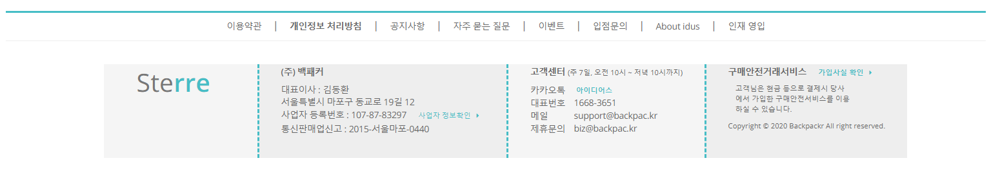 이용약관 | 개인정보 처리방침 | 공지사항 | 자주 묻는 질문 | 이벤트 | 입점문의 | About idus | 인재 영입
Sterre
(주) 백패커
대표이사 : 김동환
서울특별시 마포구 동교로 19길 12
사업자 등록번호 : 107-87-83297 사업자 정보확인
통신판매업신고 : 2015-서울마포-0440
고객센터 (주 7일, 오전 10시 ~ 저녁 10시까지)
카카오톡 아이디어스
대표번호 1668-3651
메일 support@backpac.kr
제휴문의 biz@backpac.kr
구매안전거래서비스 가입사실 확인
고객님은 현금 등으로 결제시 당사
에서 가입한 구매안전서비스를 이용
하실 수 있습니다.
Copyright © 2020 Backpackr All right reserved.